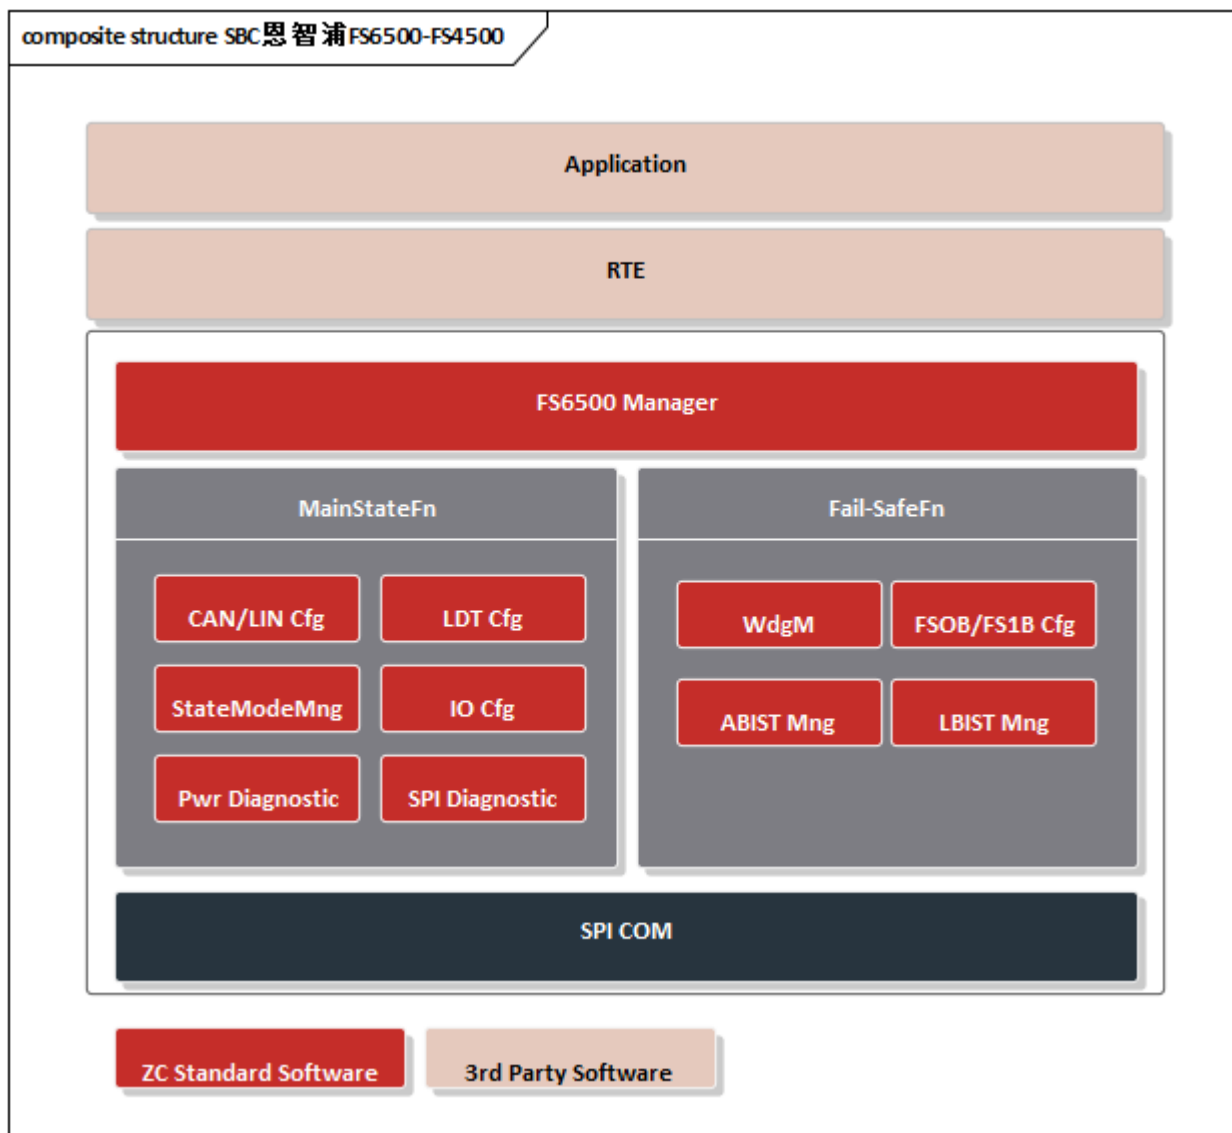 composite structure SBC恩智浦FS6500-FS4500
Application
RTE
FS6500 Manager
MainStateFn
Fail-SafeFn
CAN/LIN Cfg
LDT Cfg
WdgM
FSOB/FS1B Cfg
StateModeMng
IO Cfg
ABIST Mng
LBIST Mng
Pwr Diagnostic
SPI Diagnostic
SPI COM
ZC Standard Software
3rd Party Software